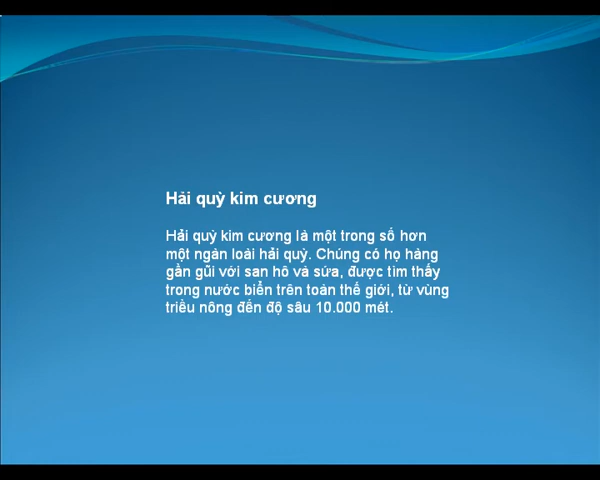 Hải quỳ kim cương
Hải quỳ kim cương là một trong số hơn
một ngàn loài hải quỳ. Chúng có họ hàng
gần gũi với san hô và sứa, được tìm thấy
trong nước biển trên toàn thế giới, từ vùng
triều nông đến độ sâu 10.000 mét.